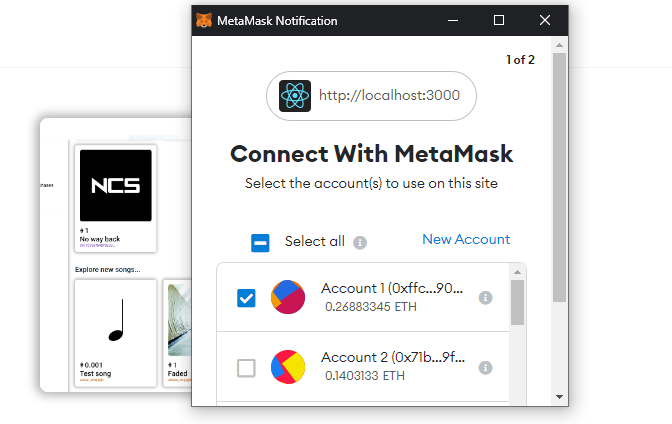 MetaMask Notification
1 of 2
http://localhost:3000
Connect With MetaMask
Select the account(s) to use on this site
Select all
New Account
Account 1 (0xffc...90...
0.26883345 ETH
Account 2 (0x71b...9f...
0.1403133 ETH
NCS
#1
No way back
Explore new songs...
#0.001
Test song
#1
Faded